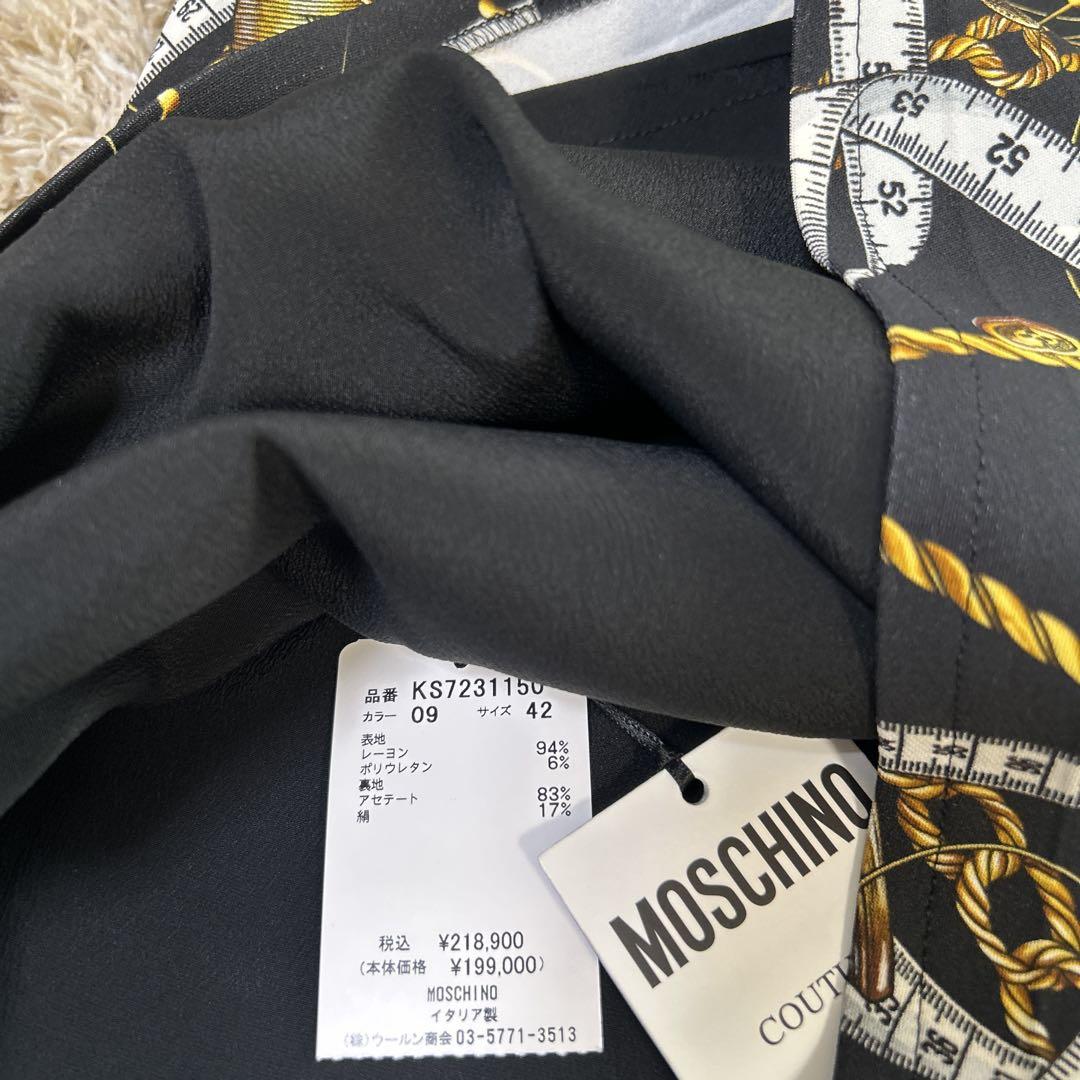 品番 KS7231150
カラー 09 サイズ 42
表地
レーヨン 94%
ポリウレタン 6%
裏地
アセテート 83%
絹 17%
税込 ¥218,900
(本体価格 ¥199,000)
MOSCHINO
イタリア製
(錦)ウールン商会 03-5771-3513
MOSCHINO
COUT
53
52
52
36